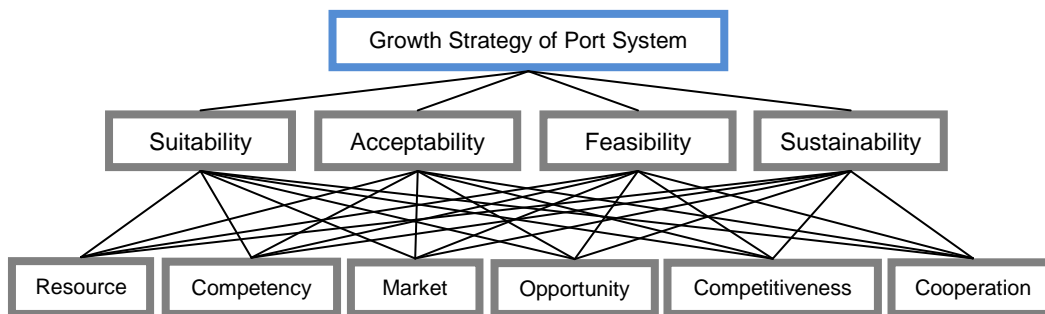 Growth Strategy of Port System
Suitability
Acceptability
Feasibility
Sustainability
Resource
Competency
Market
Opportunity
Competitiveness
Cooperation